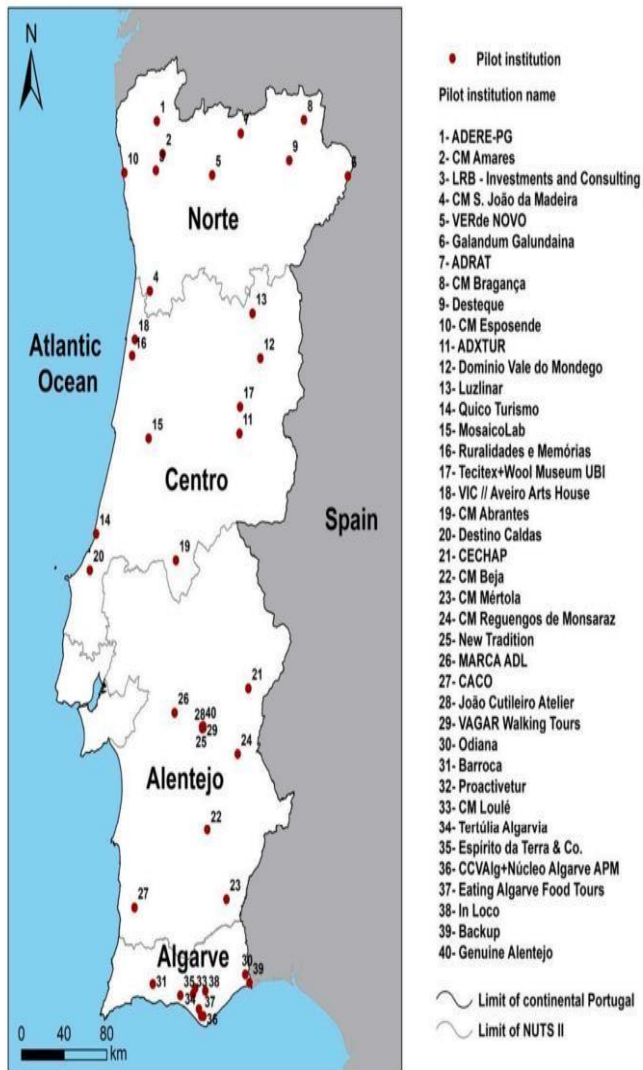 N
Pilot institution
Pilot institution name
1- ADERE-PG
2- CM Amares
3- LRB - Investments and Consulting
4- CM S. João da Madeira
5- VERde NOVO
6- Galandum Galundaina
7- ADRAT
8- CM Bragança
9- Desteque
10- CM Esposende
11- ADXTUR
12- Domínio Vale do Mondego
13- Luzlinar
14- Quico Turismo
15- MosaicoLab
16- Ruralidades e Memórias
17- Tecitex+Wool Museum UBI
18- VIC // Aveiro Arts House
19- CM Abrantes
20- Destino Caldas
21- CECHAP
22- CM Beja
23- CM Mértola
24- CM Reguengos de Monsaraz
25- New Tradition
26- MARCA ADL
27- CACO
28- João Cutileiro Atelier
29- VAGAR Walking Tours
30- Odiana
31- Barroca
32- Proactivetur
33- CM Loulé
34- Tertúlia Algarvia
35- Espírito da Terra & Co.
36- CCVAlg+Núcleo Algarve APM
37- Eating Algarve Food Tours
38- In Loco
39- Backup
40- Genuine Alentejo
Limit of continental Portugal
Limit of NUTS II
1
8
7
2
9
10
5
Norte
4
13
18
16
12
Atlantic
Ocean
17
11
15
Centro
Spain
14
19
20
21
26
28 40
29
25
24
Alentejo
22
23
27
Algarve
30
39
31
35 33 38
34
37
36
0 40 80
km